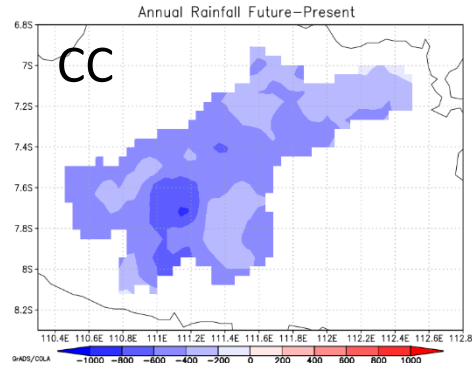 Annual Rainfall Future-Present
CC
6.8S
7S
7.2S
7.4S
7.6S
7.8S
8S
8.2S
110.4E 110.6E 110.8E 111E 111.2E 111.4E 111.6E 111.8E 112E 112.2E 112.4E 112.6E 112.8
GrADS/COLA
-1000 -800 -600 -400 -200 0 200 400 600 800 1000